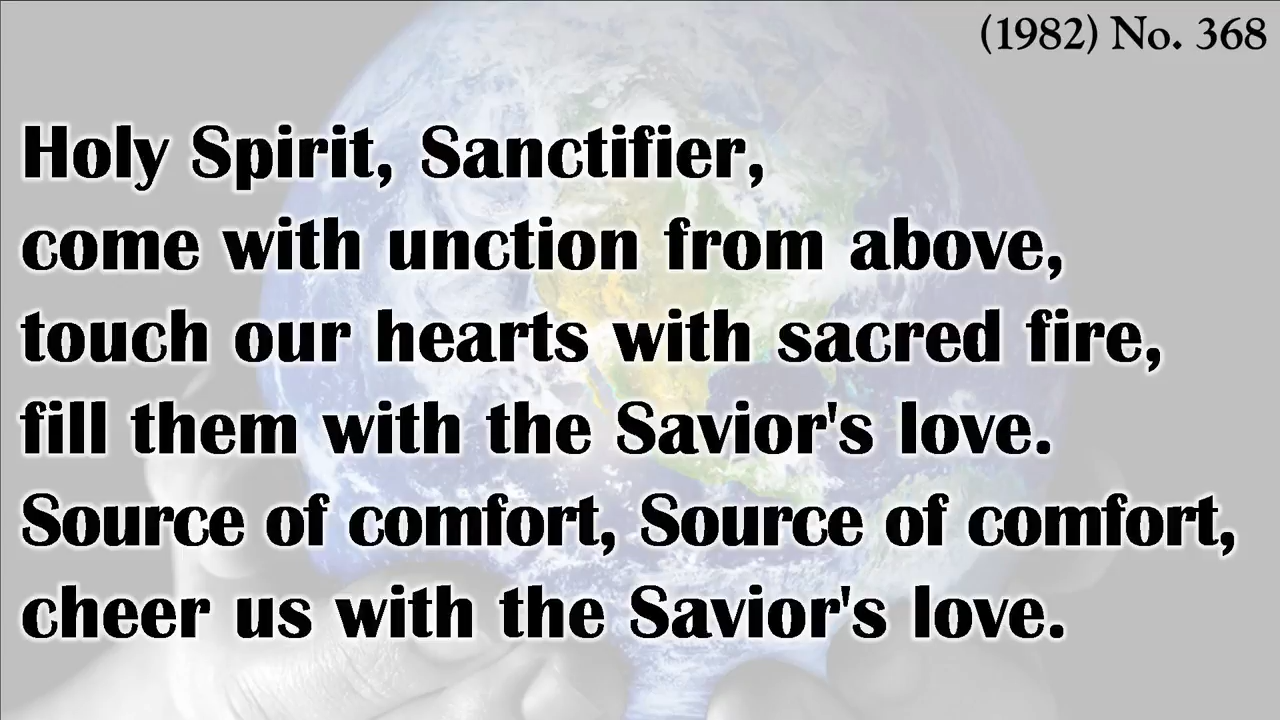 (1982) No. 368
Holy Spirit, Sanctifier,
come with unction from above,
touch our hearts with sacred fire,
fill them with the Savior's love.
Source of comfort, Source of comfort,
cheer us with the Savior's love.